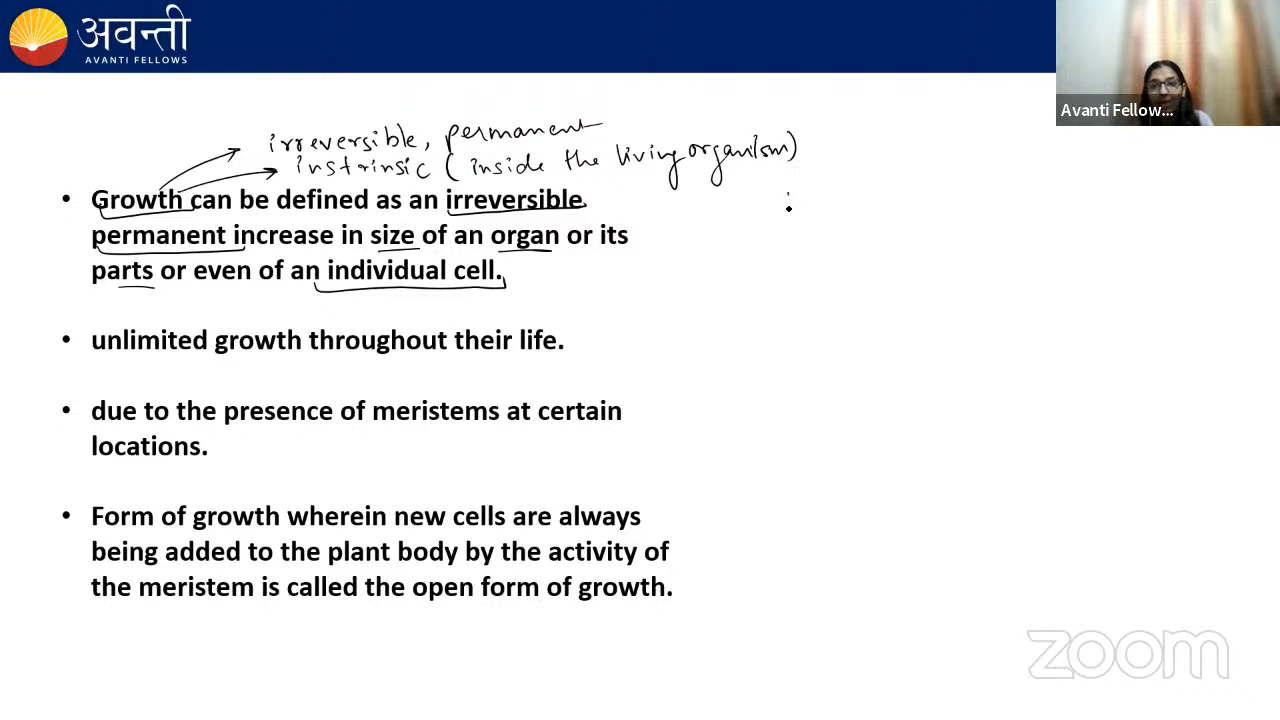 अवन्ती
AVANTI FELLOWS
Avanti Fellow...
irreversible, permanent
instrinsic (inside the living organism)
• Growth can be defined as an irreversible
permanent increase in size of an organ or its
parts or even of an individual cell.
• unlimited growth throughout their life.
• due to the presence of meristems at certain
locations.
• Form of growth wherein new cells are always
being added to the plant body by the activity of
the meristem is called the open form of growth.
zoom